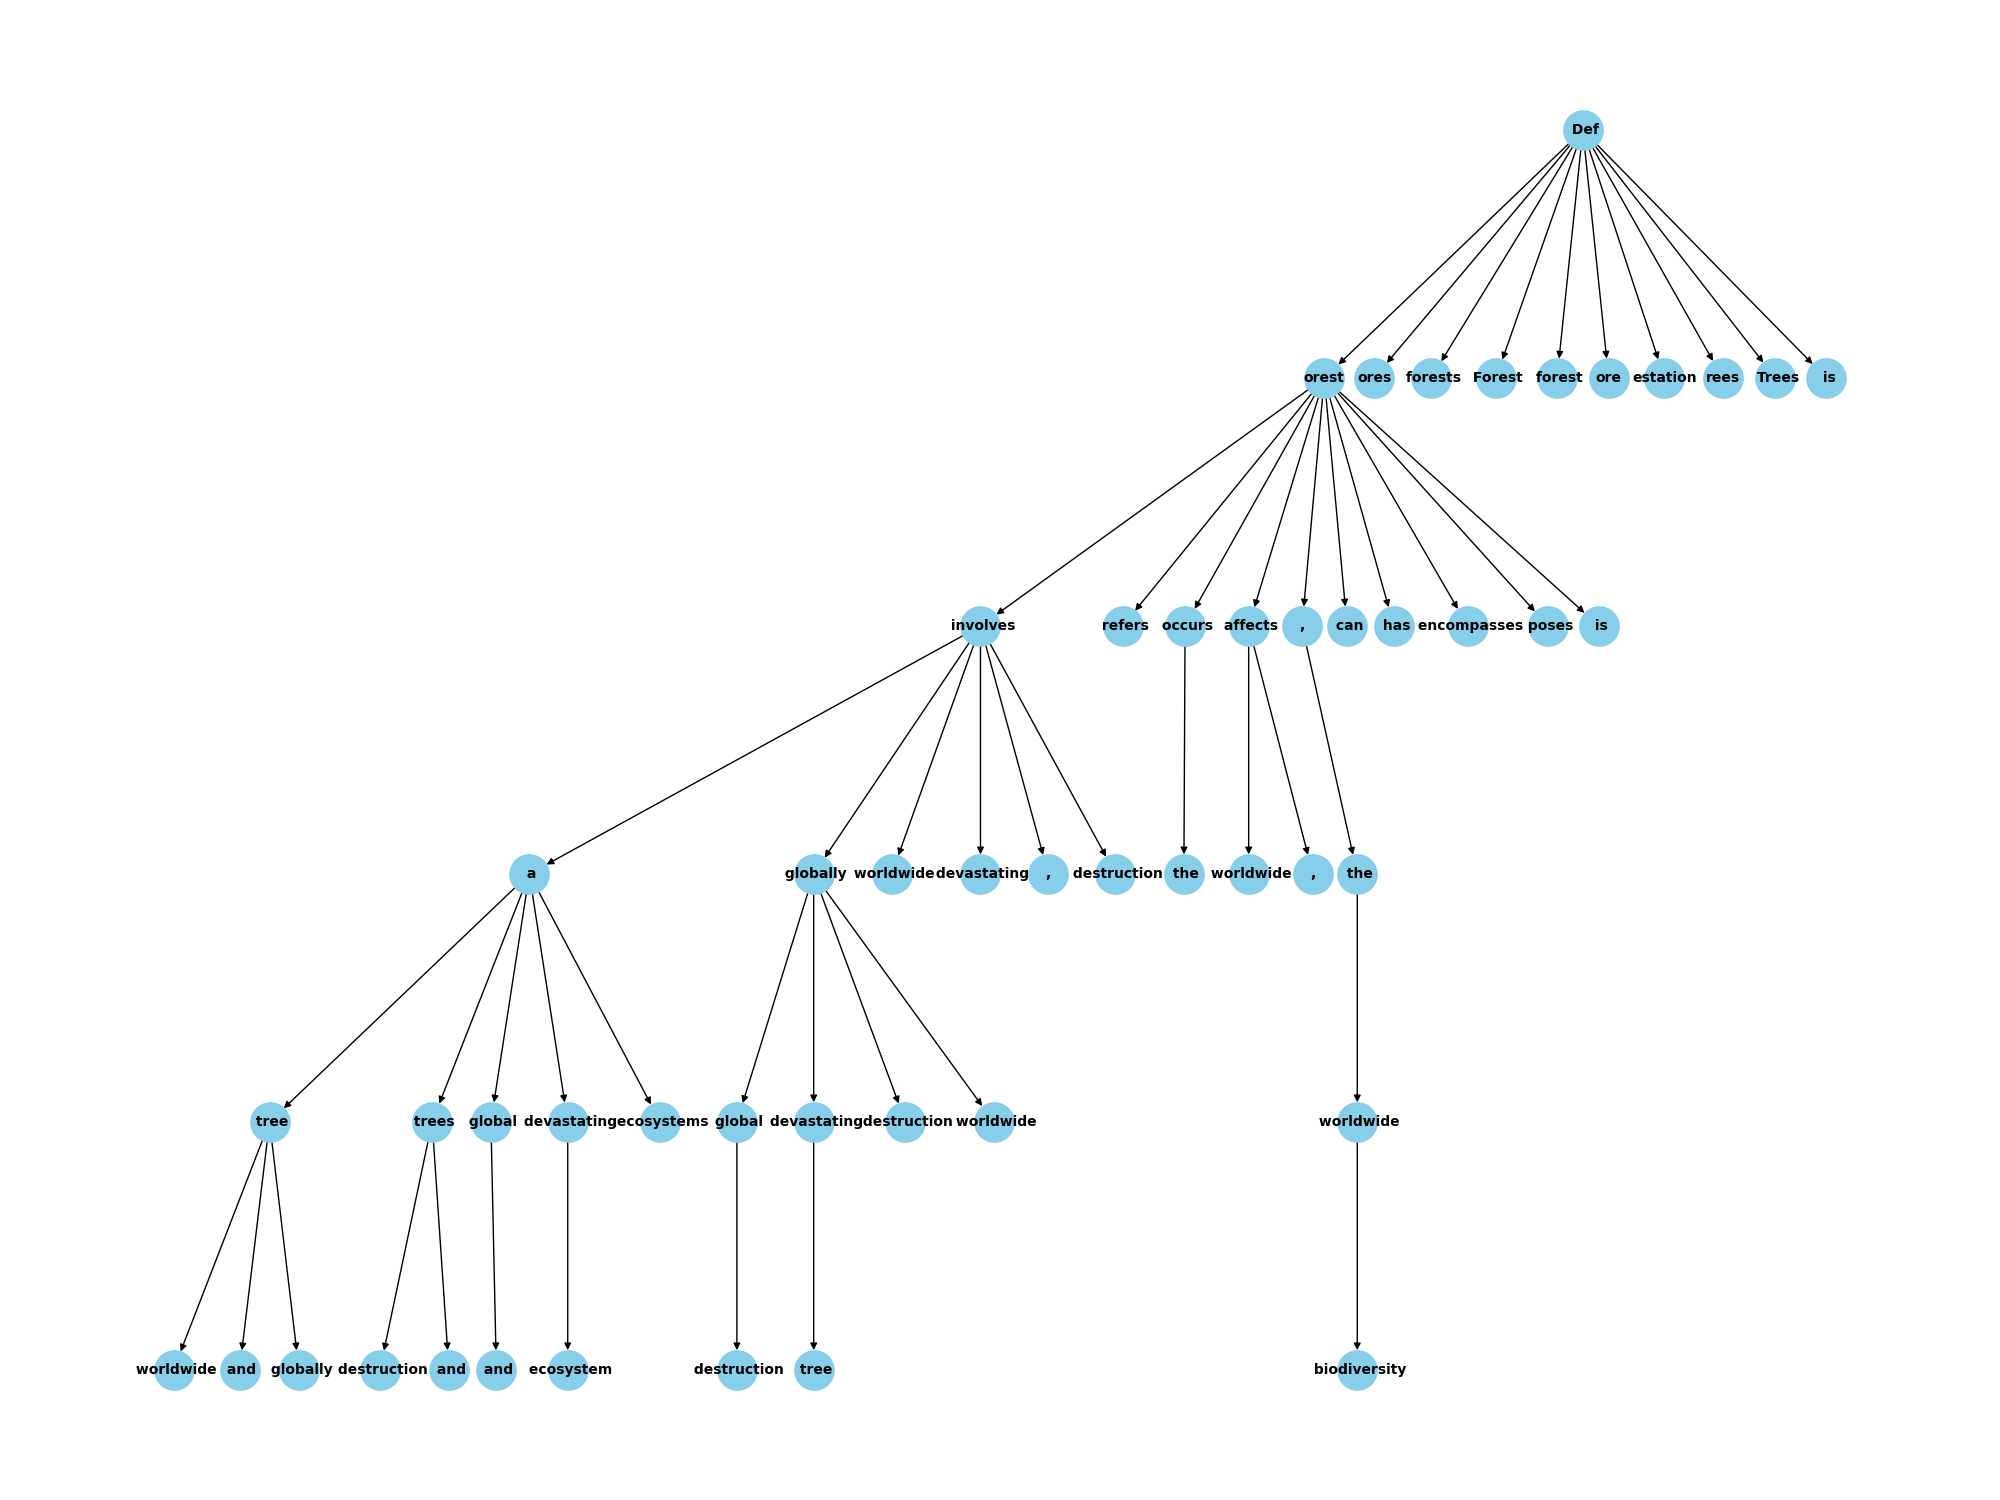 Def
orest ores forests Forest forest ore estation rees Trees is
involves refers occurs affects , can has encompasses poses is
a globally worldwide devastating , destruction the worldwide , the
tree trees global devastating ecosystems global devastating destruction worldwide worldwide
worldwide and globally destruction and and ecosystem destruction tree biodiversity